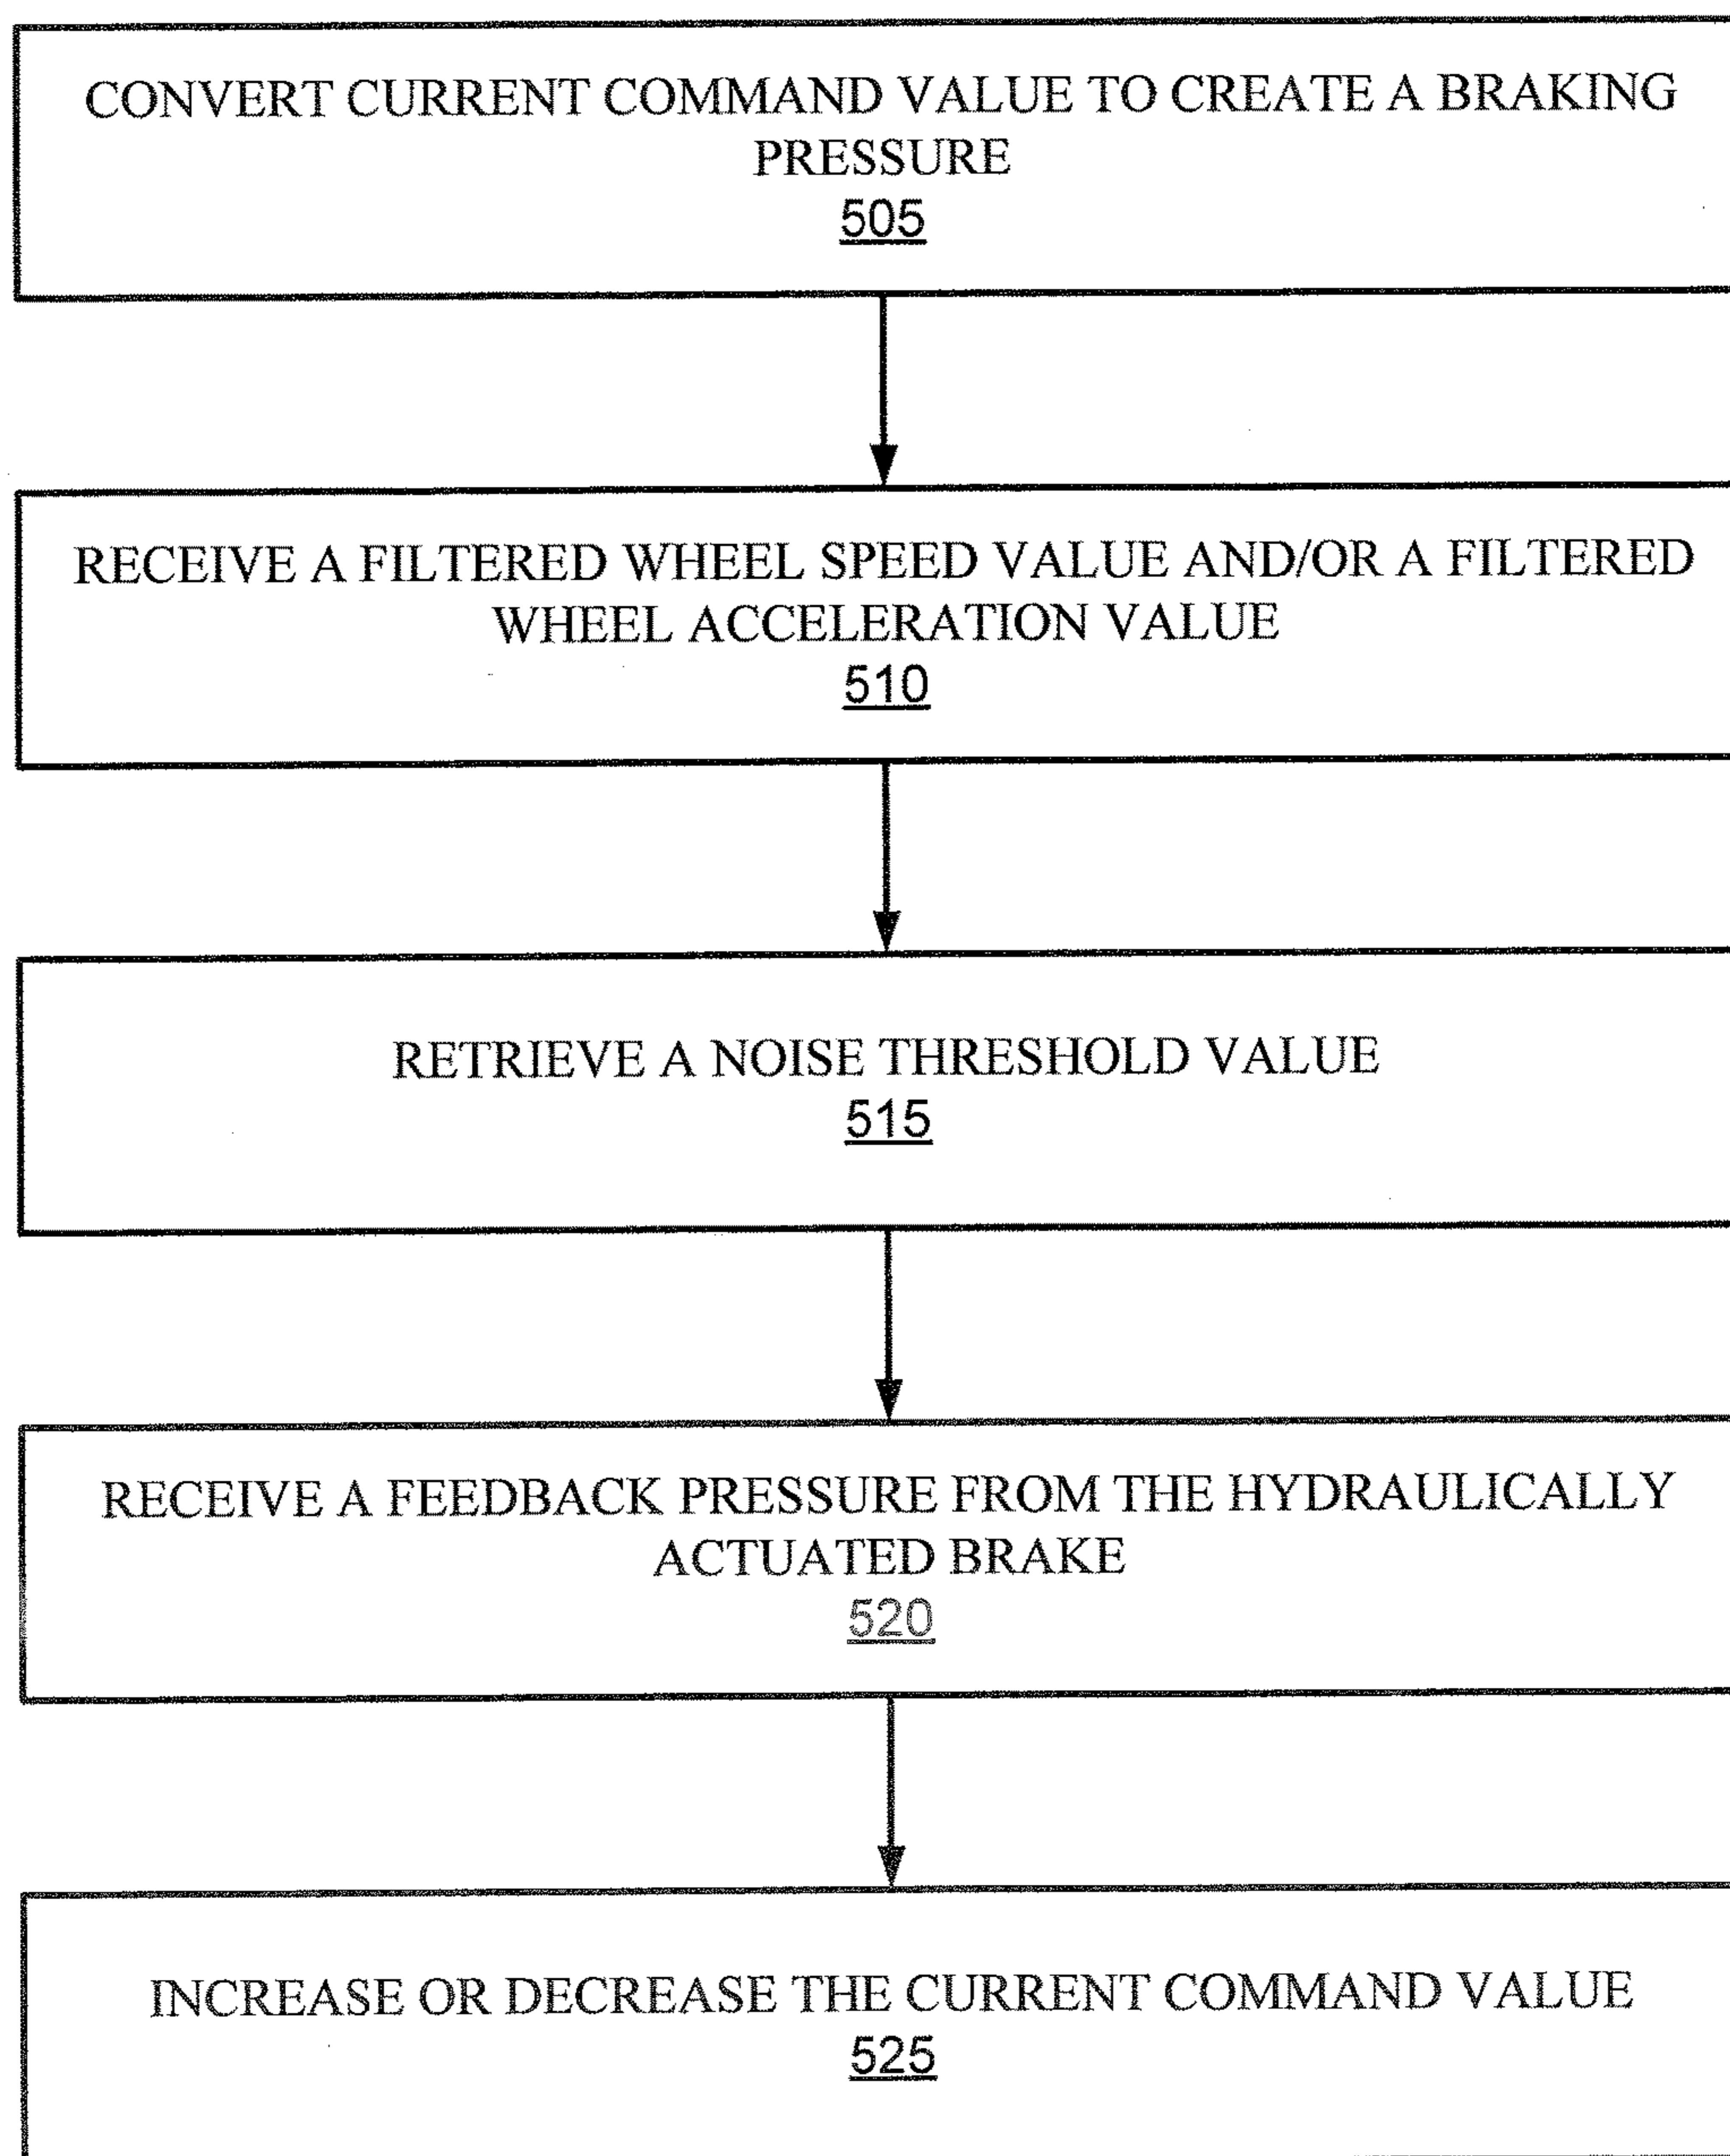 CONVERT CURRENT COMMAND VALUE TO CREATE A BRAKING
PRESSURE
505
RECEIVE A FILTERED WHEEL SPEED VALUE AND/OR A FILTERED
WHEEL ACCELERATION VALUE
510
RETRIEVE A NOISE THRESHOLD VALUE
515
RECEIVE A FEEDBACK PRESSURE FROM THE HYDRAULICALLY
ACTUATED BRAKE
520
INCREASE OR DECREASE THE CURRENT COMMAND VALUE
525